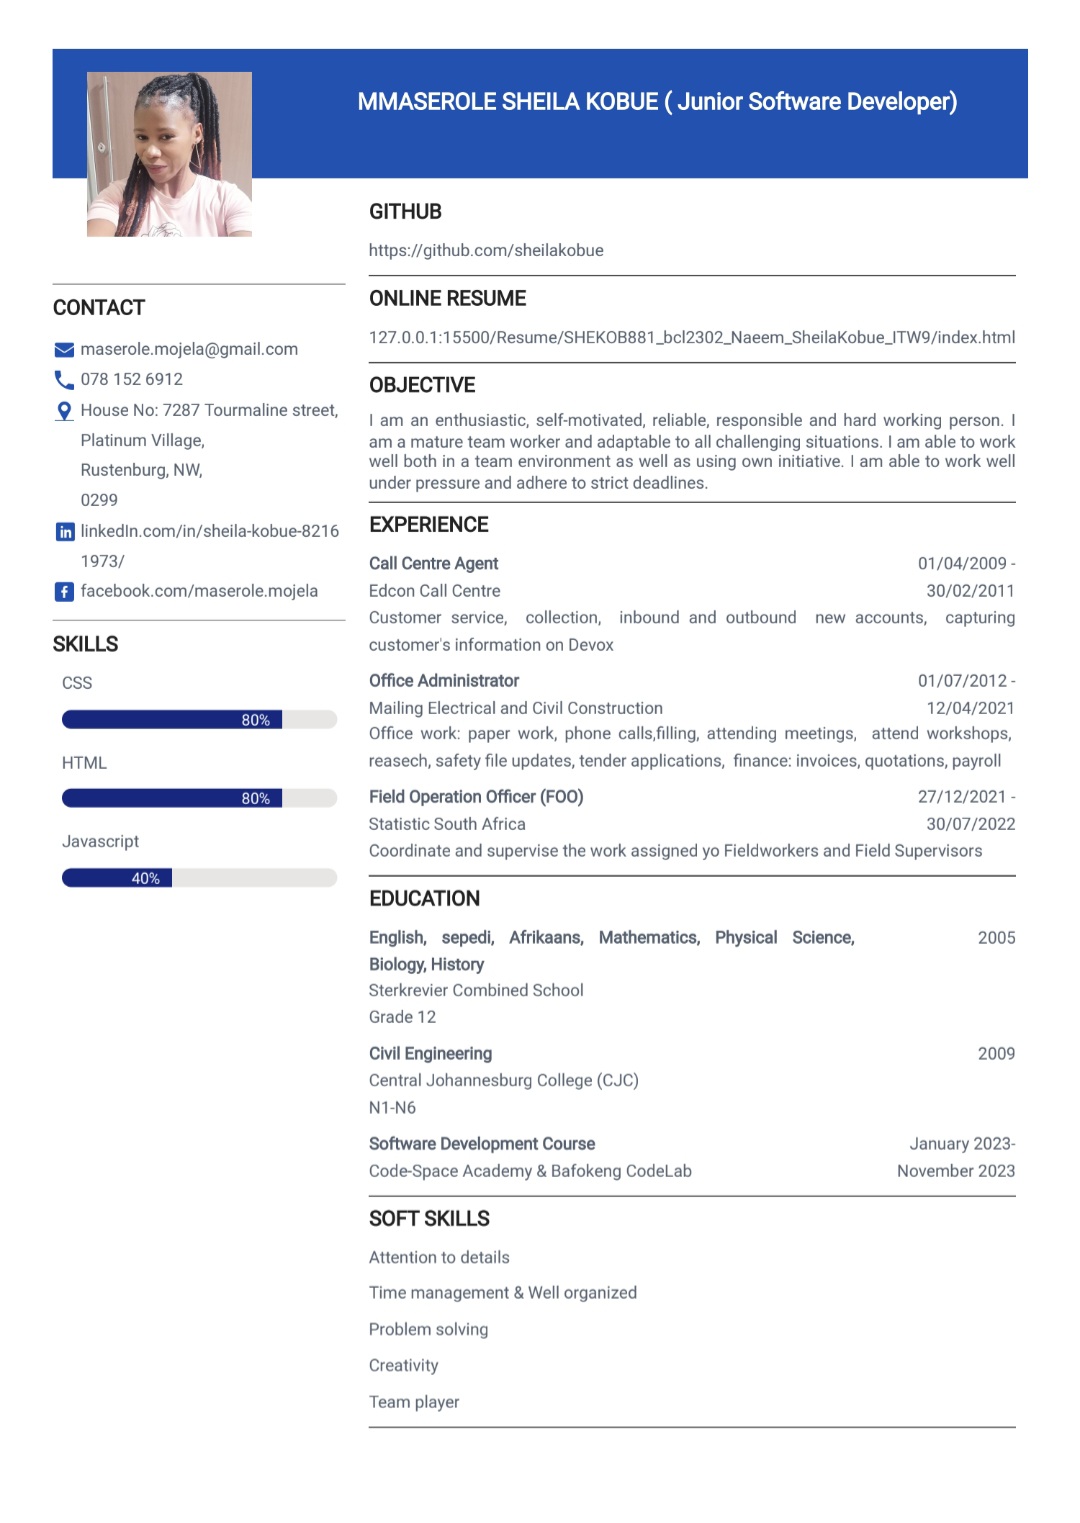 MMASEROLE SHEILA KOBUE ( Junior Software Developer)
CONTACT
maserole.mojela@gmail.com
078 152 6912
House No: 7287 Tourmaline street,
Platinum Village,
Rustenburg, NW,
0299
linkedIn.com/in/sheila-kobue-8216
1973/
facebook.com/maserole.mojela
SKILLS
CSS
80%
HTML
80%
Javascript
40%
GITHUB
https://github.com/sheilakobue
ONLINE RESUME
127.0.0.1:15500/Resume/SHEKOB881_bcl2302_Naeem_SheilaKobue_ITW9/index.html
OBJECTIVE
I am an enthusiastic, self-motivated, reliable, responsible and hard working person. I
am a mature team worker and adaptable to all challenging situations. I am able to work
well both in a team environment as well as using own initiative. I am able to work well
under pressure and adhere to strict deadlines.
EXPERIENCE
Call Centre Agent 01/04/2009 -
Edcon Call Centre 30/02/2011
Customer service, collection, inbound and outbound new accounts, capturing
customer's information on Devox
Office Administrator 01/07/2012 -
Mailing Electrical and Civil Construction 12/04/2021
Office work: paper work, phone calls,filling, attending meetings, attend workshops,
reasech, safety file updates, tender applications, finance: invoices, quotations, payroll
Field Operation Officer (FOO) 27/12/2021 -
Statistic South Africa 30/07/2022
Coordinate and supervise the work assigned yo Fieldworkers and Field Supervisors
EDUCATION
English, sepedi, Afrikaans, Mathematics, Physical Science, 2005
Biology, History
Sterkrevier Combined School
Grade 12
Civil Engineering 2009
Central Johannesburg College (CJC)
N1-N6
Software Development Course January 2023-
Code-Space Academy & Bafokeng CodeLab November 2023
SOFT SKILLS
Attention to details
Time management & Well organized
Problem solving
Creativity
Team player